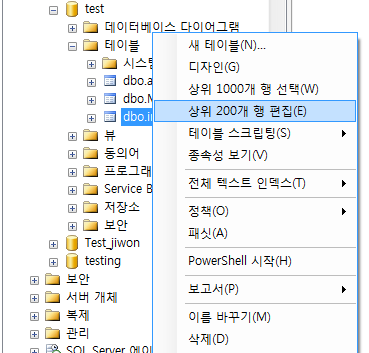 test
데이터베이스 다이어그램
테이블
시스템
dbo.a
dbo.M
dbo.in
뷰
동의어
프로그래
Service B
저장소
보안
Test_jiwon
testing
보안
서버 개체
복제
관리
SQL Server 에이
새 테이블(N)...
디자인(G)
상위 1000개 행 선택(W)
상위 200개 행 편집(E)
테이블 스크립팅(S)
종속성 보기(V)
전체 텍스트 인덱스(T)
정책(O)
패싯(A)
PowerShell 시작(H)
보고서(P)
이름 바꾸기(M)
삭제(D)